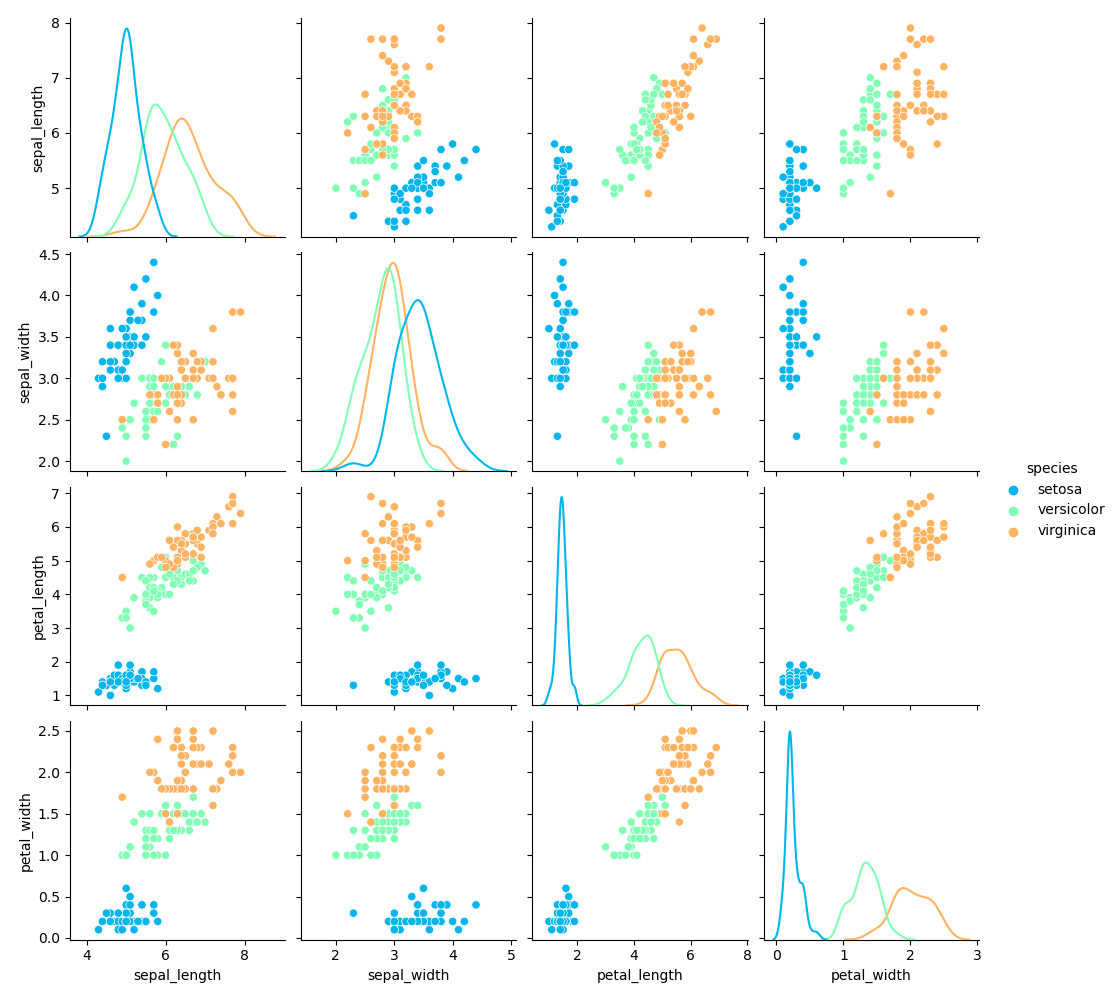 8
7
6
5
sepal_length
4.5
4.0
3.5
3.0
2.5
2.0
sepal_width
7
6
5
4
3
2
1
petal_length
2.5
2.0
1.5
1.0
0.5
0.0
petal_width
4 6 8
sepal_length
2 3 4 5
sepal_width
2 4 6 8
petal_length
0 1 2 3
petal_width
species
setosa
versicolor
virginica